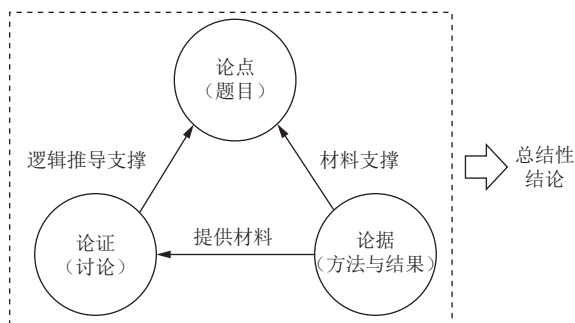 论点
（题目）
逻辑推导支撑
材料支撑
总结性
结论
论证
（讨论）
提供材料
论据
（方法与结果）